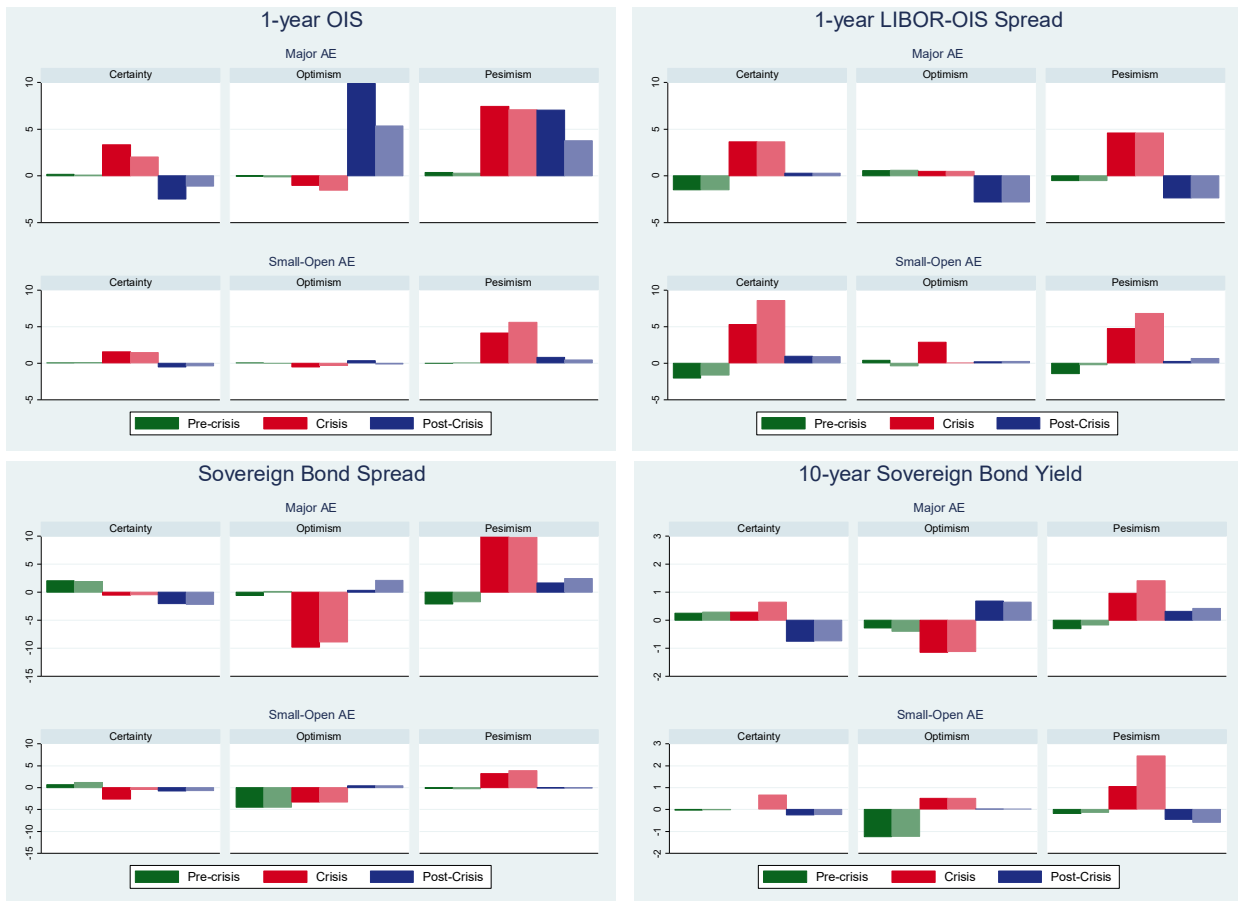 1-year OIS
Major AE
Certainty Optimism Pesimism
10
5
0
-5
Small-Open AE
Certainty Optimism Pesimism
10
5
0
-5
Pre-crisis Crisis Post-Crisis
1-year LIBOR-OIS Spread
Major AE
Certainty Optimism Pesimism
10
5
0
-5
Small-Open AE
Certainty Optimism Pesimism
10
5
0
-5
Pre-crisis Crisis Post-Crisis
Sovereign Bond Spread
Major AE
Certainty Optimism Pesimism
10
5
0
-5
-10
-15
Small-Open AE
Certainty Optimism Pesimism
10
5
0
-5
-10
-15
Pre-crisis Crisis Post-Crisis
10-year Sovereign Bond Yield
Major AE
Certainty Optimism Pesimism
3
2
1
0
-1
-2
Small-Open AE
Certainty Optimism Pesimism
3
2
1
0
-1
-2
Pre-crisis Crisis Post-Crisis